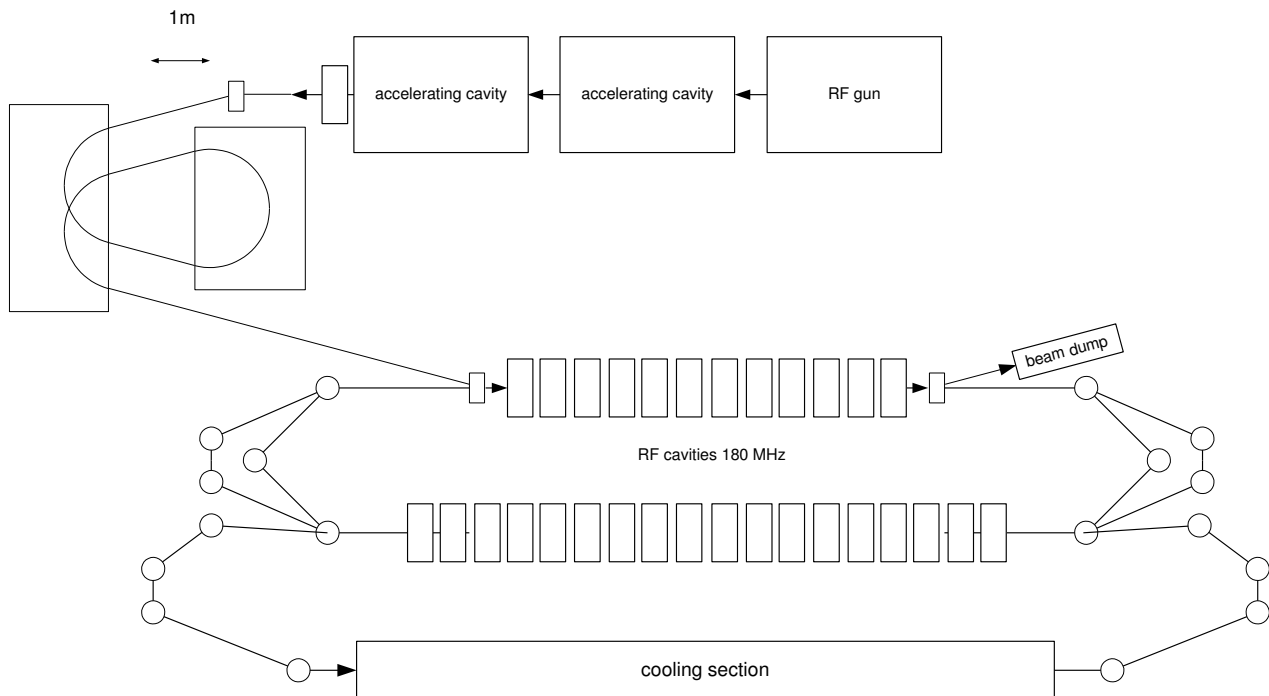 1m
accelerating cavity
accelerating cavity
RF gun
beam dump
RF cavities 180 MHz
cooling section